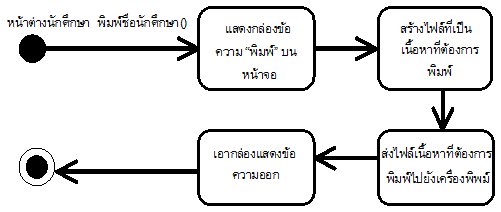 หน้าต่างนักศึกษา พิมพ์ชื่อนักศึกษา()
แสดงกล่องข้อ
ความ “พิมพ์” บน
หน้าจอ
สร้างไฟล์ที่เป็น
เนื้อหาที่ต้องการ
พิมพ์
ส่งไฟล์เนื้อหาที่ต้องการ
พิมพ์ไปยังเครื่องพิพม์
เอากล่องแสดงข้อ
ความออก